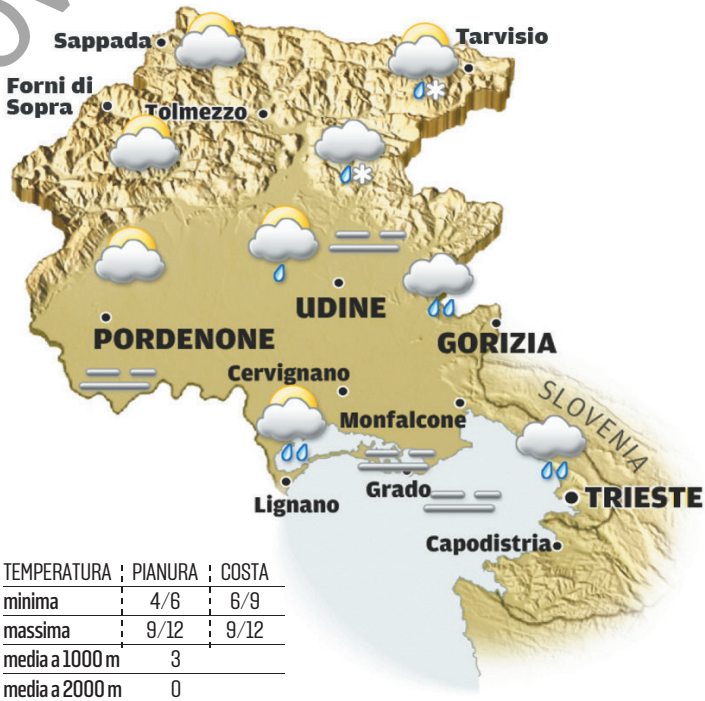 Sappada
Tarvisio
Forni di
Sopra
Tolmezzo
UDINE
PORDENONE
GORIZIA
Cervignano
SLOVENIA
Monfalcone
Grado
Lignano
TRIESTE
Capodistria
TEMPERATURA PIANURA COSTA
minima 4/6 6/9
massima 9/12 9/12
media a 1000 m 3
media a 2000 m 0